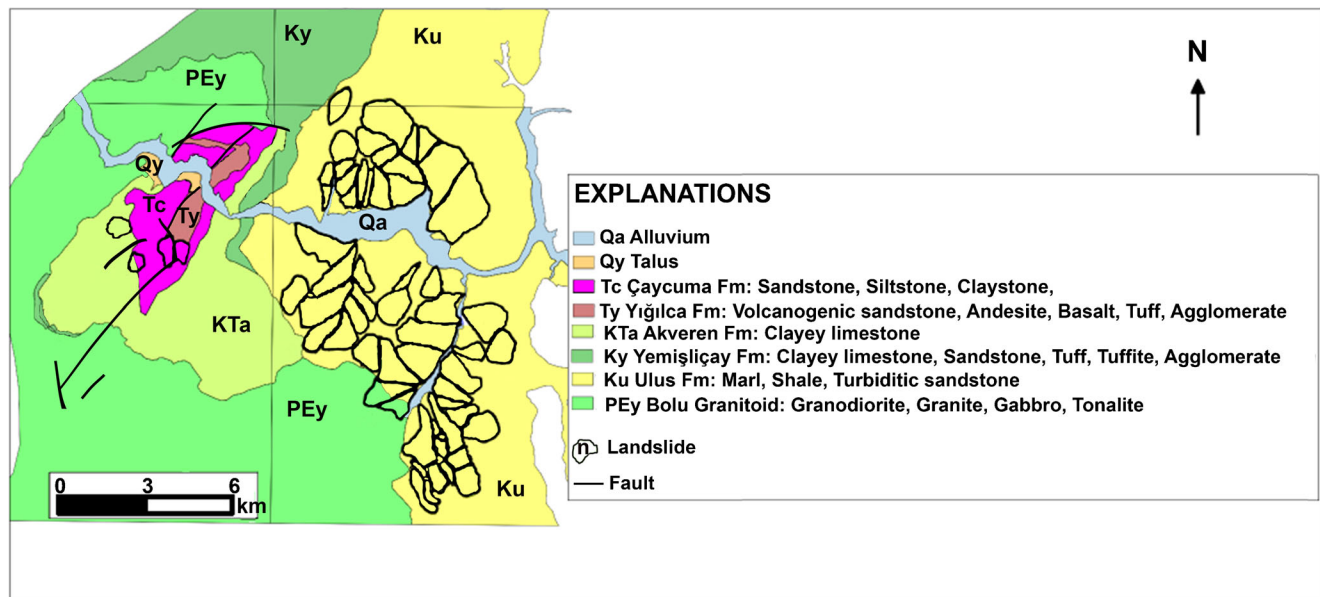 Ky
Ku
N
PEy
Qy
Tc
Ty
Qa
KTa
PEy
Ku
0 3 6
km
EXPLANATIONS
Qa Alluvium
Qy Talus
Tc Çaycuma Fm: Sandstone, Siltstone, Claystone,
Ty Yığılca Fm: Volcanogenic sandstone, Andesite, Basalt, Tuff, Agglomerate
KTa Akveren Fm: Clayey limestone
Ky Yemişliçay Fm: Clayey limestone, Sandstone, Tuff, Tuffite, Agglomerate
Ku Ulus Fm: Marl, Shale, Turbiditic sandstone
PEy Bolu Granitoid: Granodiorite, Granite, Gabbro, Tonalite
n Landslide
Fault